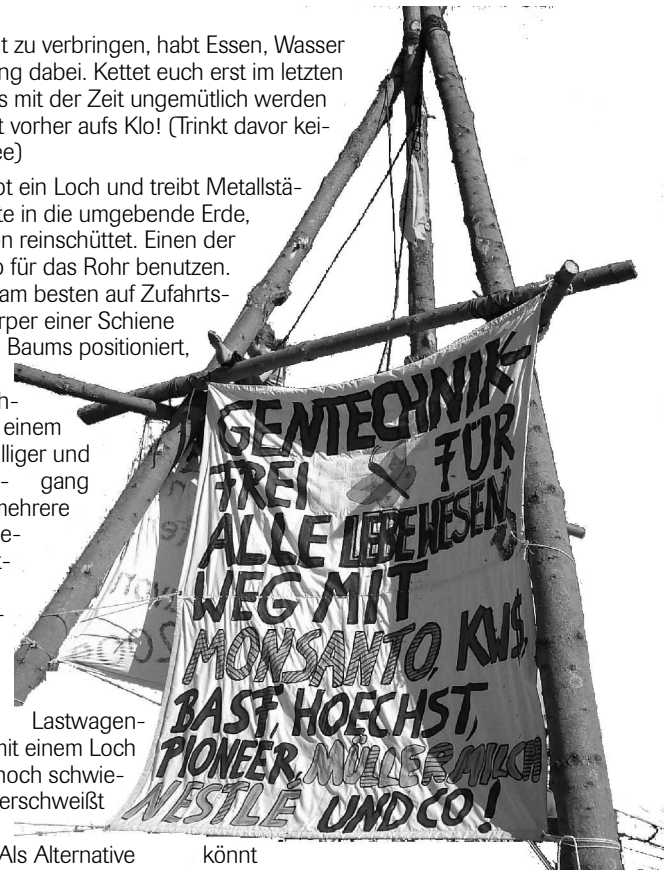 t zu verbringen, habt Essen, Wasser
ng dabei. Kettet euch erst im letzten
s mit der Zeit ungemütlich werden
t vorher aufs Klo! (Trinkt davor kei-
ee)
bt ein Loch und treibt Metallstä-
te in die umgebende Erde,
on reinschüttet. Einen der
b für das Rohr benutzen.
am besten auf Zufahrts-
rper einer Schiene
Baums positioniert,
h-
einem
lliger und
- gang
mehrere
e-
t-
-
Lastwagen-
mit einem Loch
noch schwie-
erschweißt
Als Alternative könnt
GENTECHNIK-
FREI FÜR
ALLE LEBEWESEN!
WEG MIT
MONSANTO, KW$,
BASF, HOECHST,
PIONEER, MÜLLERMILCH
NESTLÉ UND CO!